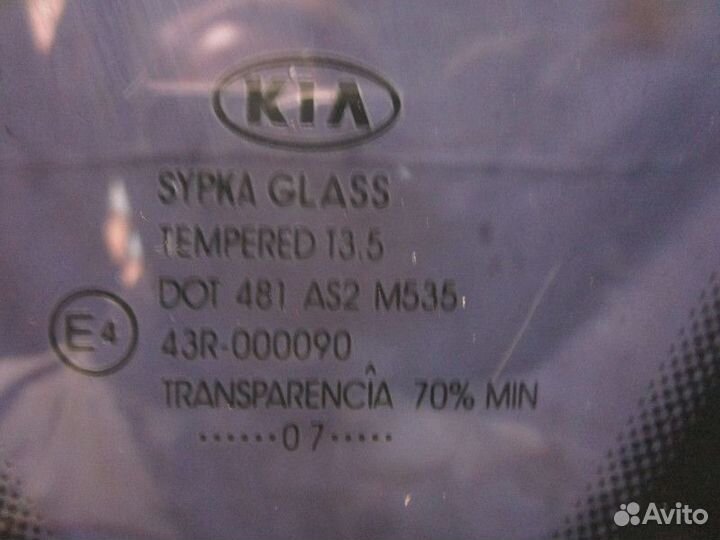 KIA
SYPKA GLASS
TEMPERED 13.5
DOT 481 AS2 M535
E4
43R-000090
TRANSPARENCÎA 70% MIN
······07·····
Avito